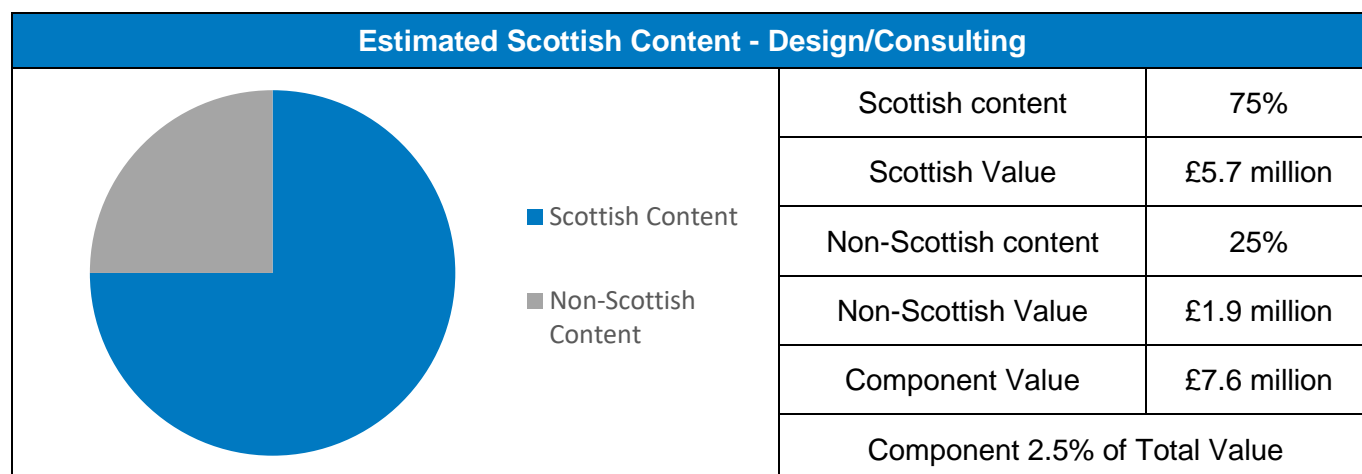 Estimated Scottish Content - Design/Consulting
Scottish Content
Non-Scottish
Content
Scottish content 75%
Scottish Value £5.7 million
Non-Scottish content 25%
Non-Scottish Value £1.9 million
Component Value £7.6 million
Component 2.5% of Total Value